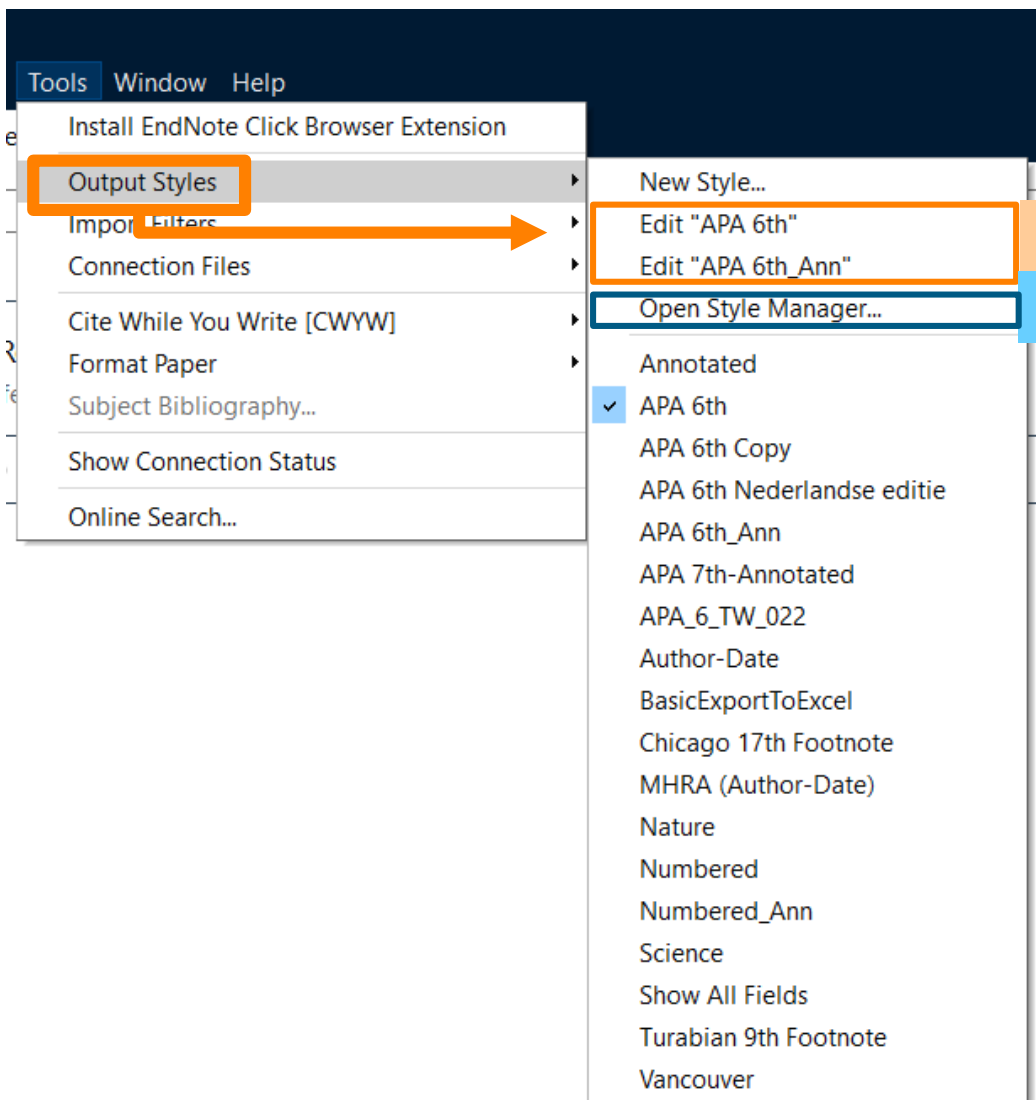 Tools Window Help
Install EndNote Click Browser Extension
Output Styles
Import Filters
Connection Files
Cite While You Write [CWYW]
Format Paper
Subject Bibliography...
Show Connection Status
Online Search...
New Style...
Edit "APA 6th"
Edit "APA 6th_Ann"
Open Style Manager...
Annotated
APA 6th
APA 6th Copy
APA 6th Nederlandse editie
APA 6th_Ann
APA 7th-Annotated
APA_6_TW_022
Author-Date
BasicExportToExcel
Chicago 17th Footnote
MHRA (Author-Date)
Nature
Numbered
Numbered_Ann
Science
Show All Fields
Turabian 9th Footnote
Vancouver